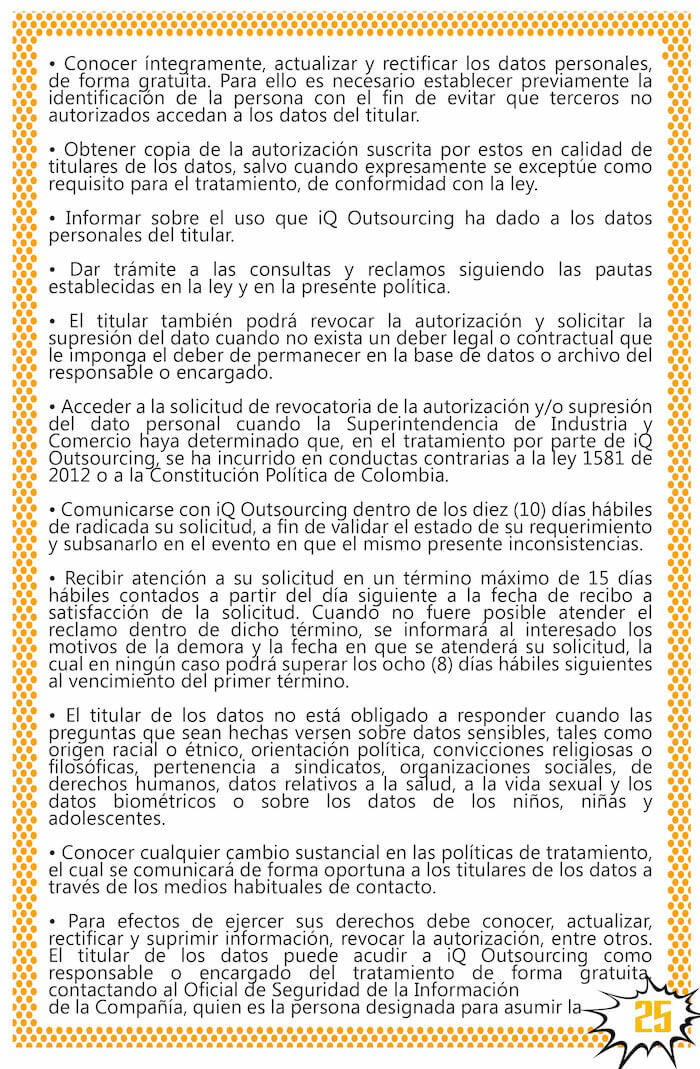 • Conocer íntegramente, actualizar y rectificar los datos personales,
de forma gratuita. Para ello es necesario establecer previamente la
identificación de la persona con el fin de evitar que terceros no
autorizados accedan a los datos del titular.
• Obtener copia de la autorización suscrita por estos en calidad de
titulares de los datos, salvo cuando expresamente se exceptúe como
requisito para el tratamiento, de conformidad con la ley.
• Informar sobre el uso que iQ Outsourcing ha dado a los datos
personales del titular.
• Dar trámite a las consultas y reclamos siguiendo las pautas
establecidas en la ley y en la presente política.
• El titular también podrá revocar la autorización y solicitar la
supresión del dato cuando no exista un deber legal o contractual que
le imponga el deber de permanecer en la base de datos o archivo del
responsable o encargado.
• Acceder a la solicitud de revocatoria de la autorización y/o supresión
del dato personal cuando la Superintendencia de Industria y
Comercio haya determinado que, en el tratamiento por parte de iQ
Outsourcing, se ha incurrido en conductas contrarias a la ley 1581 de
2012 o a la Constitución Política de Colombia.
• Comunicarse con iQ Outsourcing dentro de los diez (10) días hábiles
de radicada su solicitud, a fin de validar el estado de su requerimiento
y subsanarlo en el evento en que el mismo presente inconsistencias.
• Recibir atención a su solicitud en un término máximo de 15 días
hábiles contados a partir del día siguiente a la fecha de recibo a
satisfacción de la solicitud. Cuando no fuere posible atender el
reclamo dentro de dicho término, se informará al interesado los
motivos de la demora y la fecha en que se atenderá su solicitud, la
cual en ningún caso podrá superar los ocho (8) días hábiles siguientes
al vencimiento del primer término.
• El titular de los datos no está obligado a responder cuando las
preguntas que sean hechas versen sobre datos sensibles, tales como
origen racial o étnico, orientación política, convicciones religiosas o
filosóficas, pertenencia a sindicatos, organizaciones sociales, de
derechos humanos, datos relativos a la salud, a la vida sexual y los
datos biométricos o sobre los datos de los niños, niñas y
adolescentes.
• Conocer cualquier cambio sustancial en las políticas de tratamiento,
el cual se comunicará de forma oportuna a los titulares de los datos a
través de los medios habituales de contacto.
• Para efectos de ejercer sus derechos debe conocer, actualizar,
rectificar y suprimir información, revocar la autorización, entre otros.
El titular de los datos puede acudir a iQ Outsourcing como
responsable o encargado del tratamiento de forma gratuita,
contactando al Oficial de Seguridad de la Información
de la Compañía, quien es la persona designada para asumir la
25